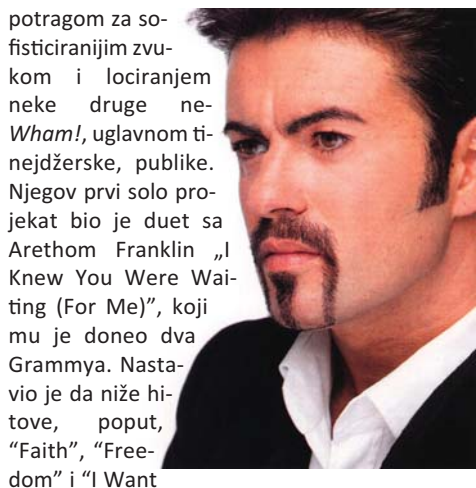 potragom za so-
fisticiranijim zvu-
kom i lociranjem
neke druge ne-
Wham!, uglavnom ti-
nejdžerske, publike.
Njegov prvi solo pro-
jekat bio je duet sa
Arethom Franklin „I
Knew You Were Wai-
ting (For Me)”, koji
mu je doneo dva
Grammya. Nasta-
vio je da niže hi-
tove, poput,
“Faith”, “Free-
dom” i “I Want